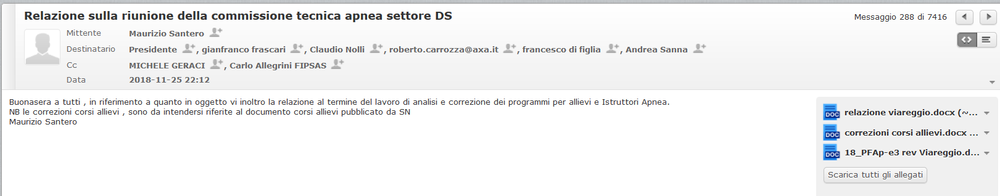 Relazione sulla riunione della commissione tecnica apnea settore DS
Messaggio 288 di 7416
Mittente Maurizio Santero
Destinatario Presidente , gianfranco frascari , Claudio Nolli , roberto.carrozza@axa.it , francesco di figlia , Andrea Sanna
Cc MICHELE GERACI , Carlo Allegrini FIPSAS
Data 2018-11-25 22:12
Buonasera a tutti , in riferimento a quanto in oggetto vi inoltro la relazione al termine del lavoro di analisi e correzione dei programmi per allievi e Istruttori Apnea.
NB le correzioni corsi allievi , sono da intendersi riferite al documento corsi allievi pubblicato da SN
Maurizio Santero
DOC relazione viareggio.docx (~...
DOC correzioni corsi allievi.docx ...
DOC 18_PFAp-e3 rev Viareggio.d...
Scarica tutti gli allegati